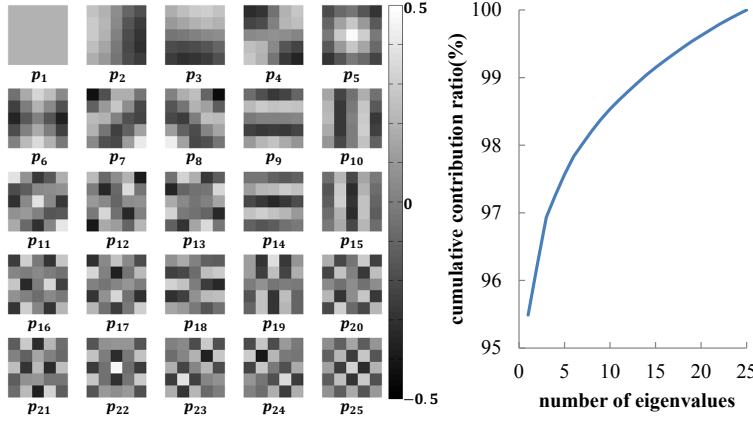 0.5
0
−0.5
p1 p2 p3 p4 p5
p6 p7 p8 p9 p10
p11 p12 p13 p14 p15
p16 p17 p18 p19 p20
p21 p22 p23 p24 p25
cumulative contribution ratio(%)
100
99
98
97
96
95
0 5 10 15 20 25
number of eigenvalues